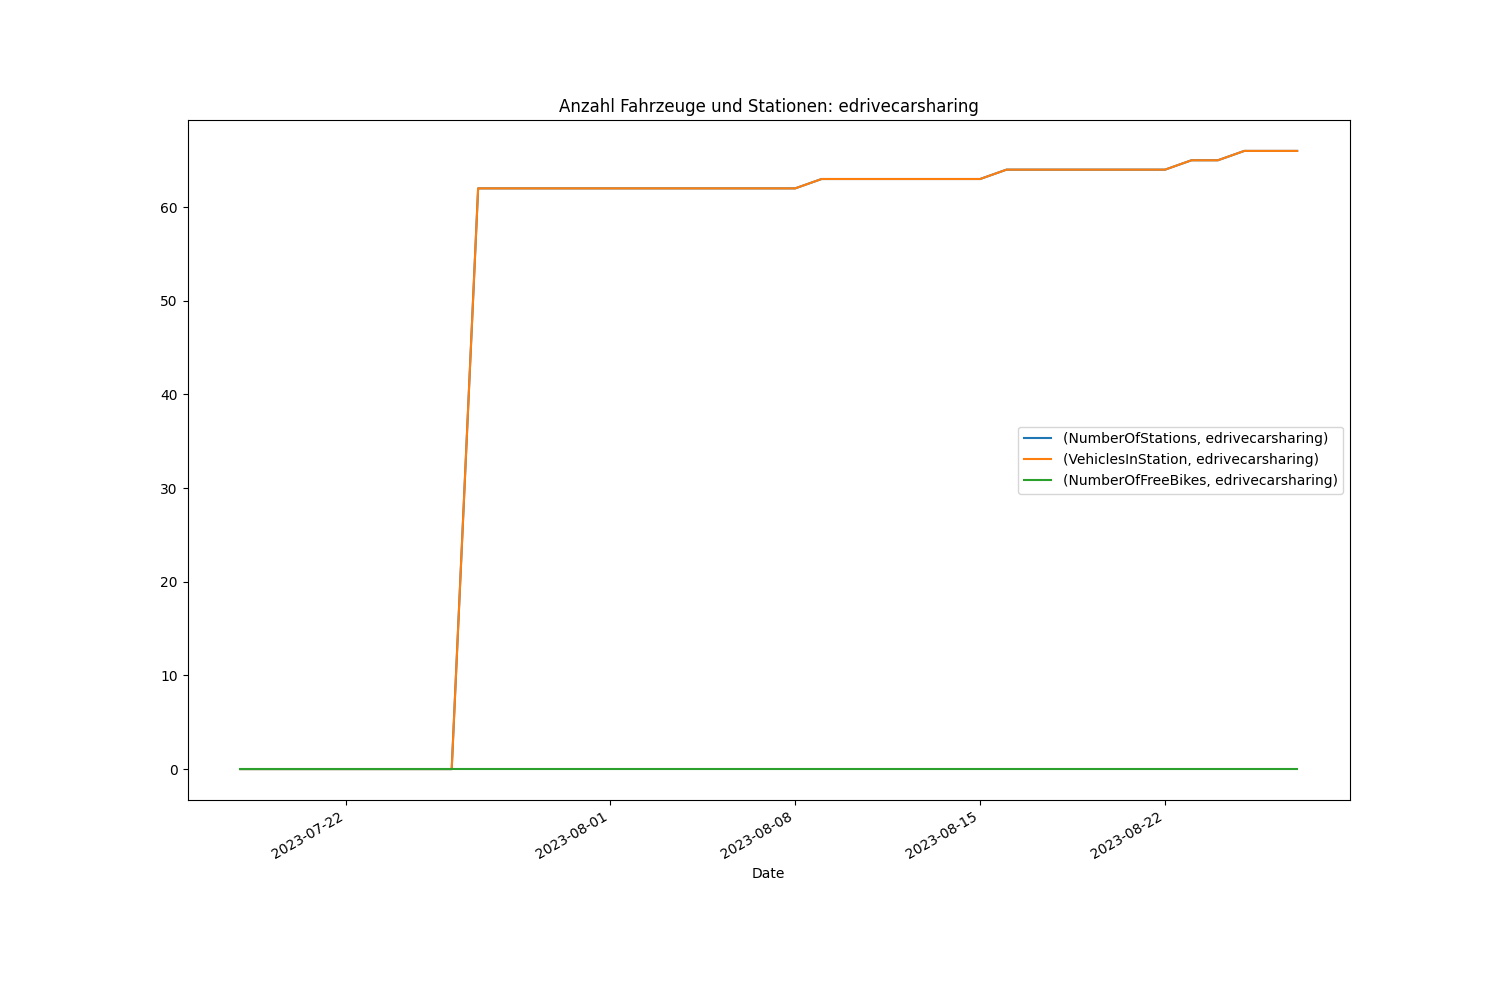 Anzahl Fahrzeuge und Stationen: edrivecarsharing
60
50
40
30
20
10
0
(NumberOfStations, edrivecarsharing)
(VehiclesInStation, edrivecarsharing)
(NumberOfFreeBikes, edrivecarsharing)
2023-07-22
2023-08-01
2023-08-08
2023-08-15
2023-08-22
Date